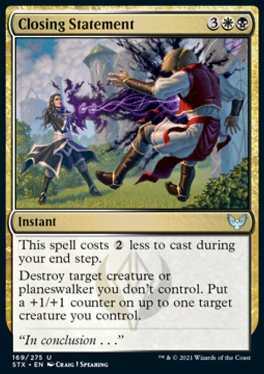 Closing Statement 3
Instant
This spell costs 2 less to cast during
your end step.
Destroy target creature or
planeswalker you don't control. Put
a +1/+1 counter on up to one target
creature you control.
"In conclusion . . ."
169/275 U
STX • EN Craig J Spearing
™ & © 2021 Wizards of the Coast